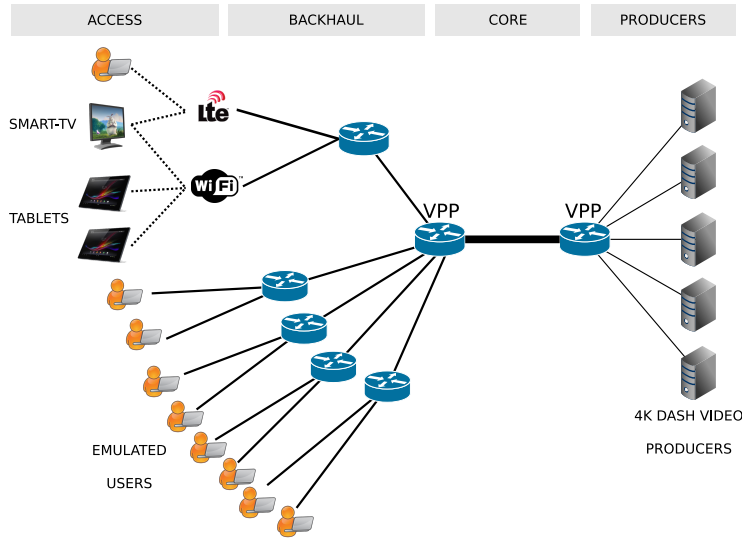 ACCESS
BACKHAUL
CORE
PRODUCERS
Lte
SMART-TV
WiFi
TABLETS
VPP
VPP
4K DASH VIDEO
PRODUCERS
EMULATED
USERS